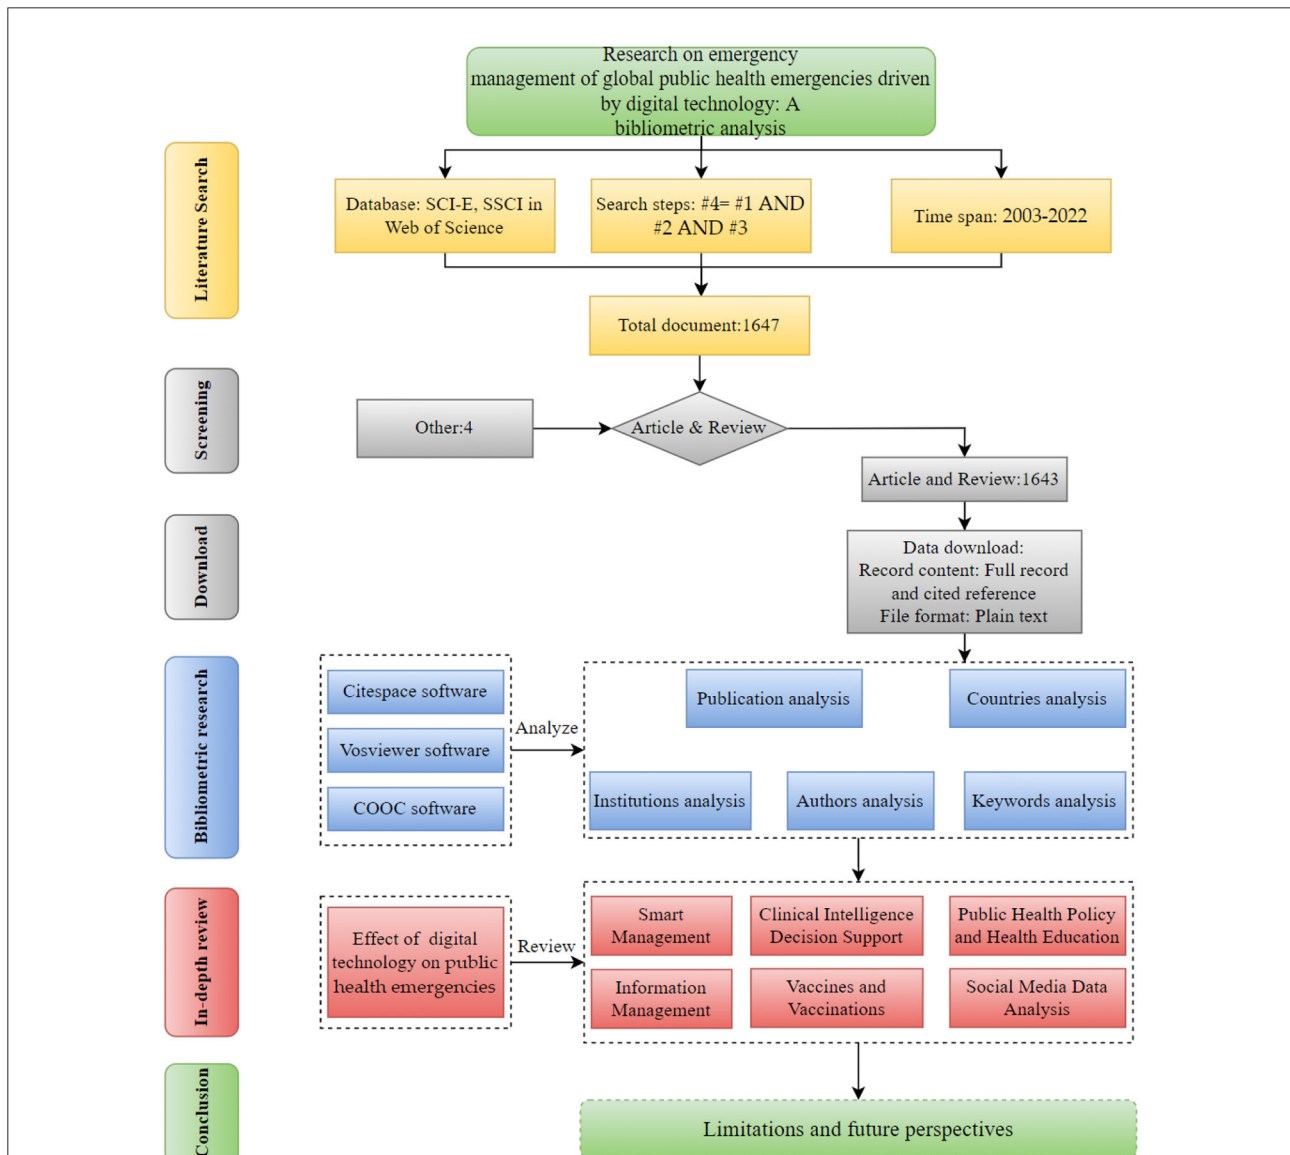 Research on emergency
management of global public health emergencies driven
by digital technology: A
bibliometric analysis
Literature Search
Database: SCI-E, SSCI in
Web of Science
Search steps: #4= #1 AND
#2 AND #3
Time span: 2003-2022
Total document:1647
Screening
Other:4
Article & Review
Article and Review:1643
Download
Data download:
Record content: Full record
and cited reference
File format: Plain text
Bibliometric research
Citespace software
Vosviewer software
COOC software
Analyze
Publication analysis
Countries analysis
Institutions analysis
Authors analysis
Keywords analysis
In-depth review
Effect of digital
technology on public
health emergencies
Review
Smart
Management
Clinical Intelligence
Decision Support
Public Health Policy
and Health Education
Information
Management
Vaccines and
Vaccinations
Social Media Data
Analysis
Conclusion
Limitations and future perspectives